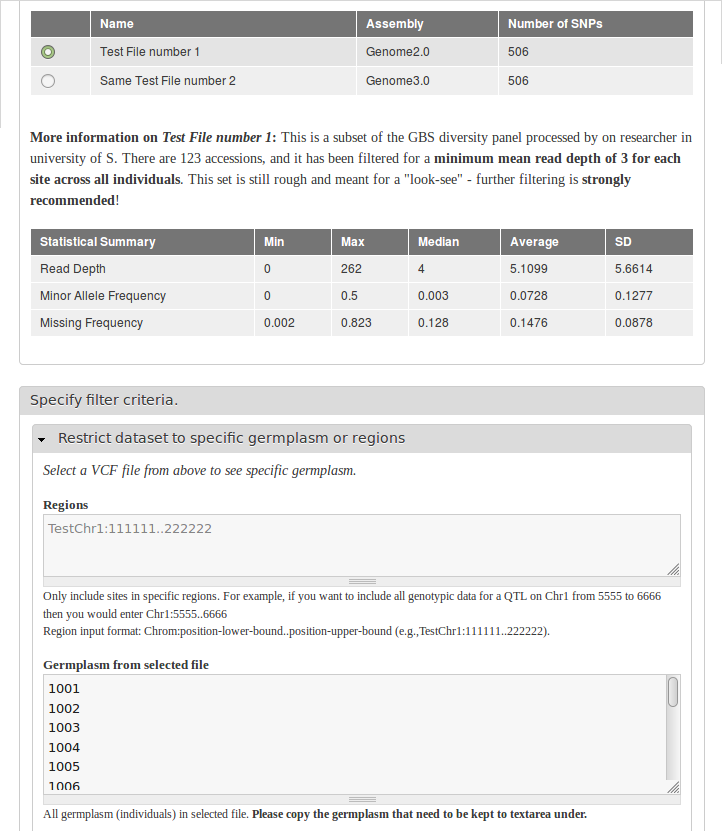 Name Assembly Number of SNPs
Test File number 1 Genome2.0 506
Same Test File number 2 Genome3.0 506
More information on Test File number 1: This is a subset of the GBS diversity panel processed by on researcher in
university of S. There are 123 accessions, and it has been filtered for a minimum mean read depth of 3 for each
site across all individuals. This set is still rough and meant for a "look-see" - further filtering is strongly
recommended!
Statistical Summary Min Max Median Average SD
Read Depth 0 262 4 5.1099 5.6614
Minor Allele Frequency 0 0.5 0.003 0.0728 0.1277
Missing Frequency 0.002 0.823 0.128 0.1476 0.0878
Specify filter criteria.
Restrict dataset to specific germplasm or regions
Select a VCF file from above to see specific germplasm.
Regions
TestChr1:111111..222222
Only include sites in specific regions. For example, if you want to include all genotypic data for a QTL on Chr1 from 5555 to 6666
then you would enter Chr1:5555..6666
Region input format: Chrom:position-lower-bound..position-upper-bound (e.g.,TestChr1:111111..222222).
Germplasm from selected file
1001
1002
1003
1004
1005
1006
All germplasm (individuals) in selected file. Please copy the germplasm that need to be kept to textarea under.